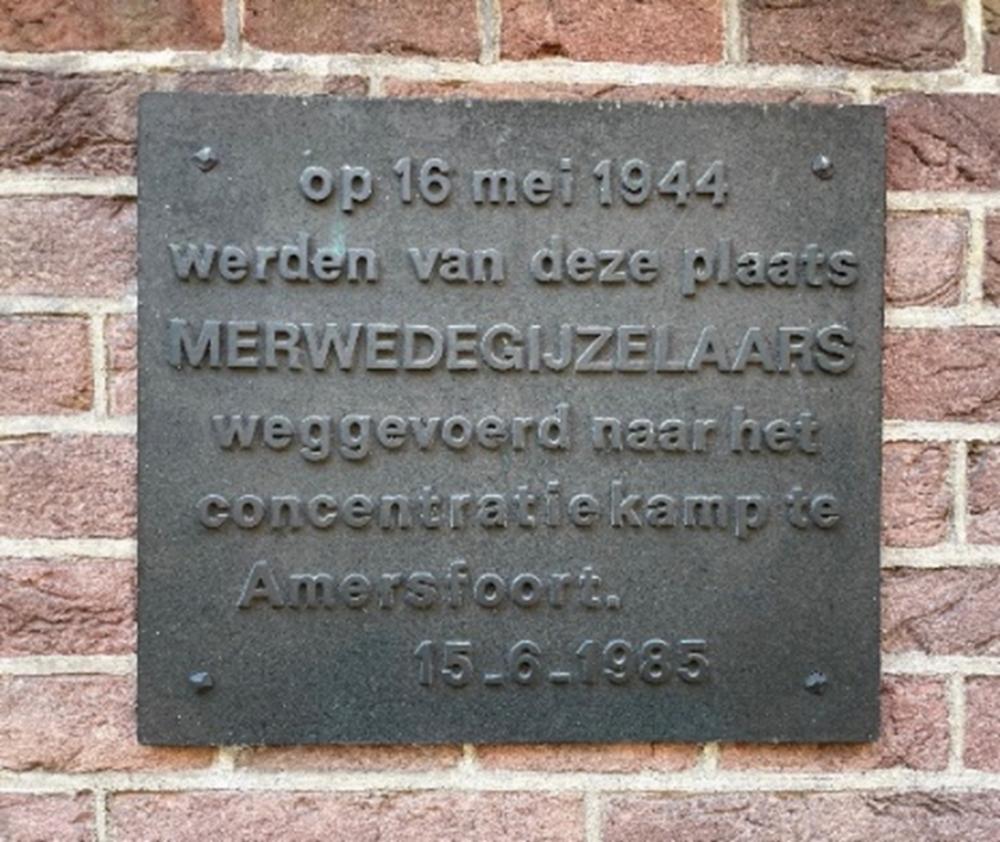 op 16 mei 1944
werden van deze plaats
MERWEDEGIJZELAARS
weggevoerd naar het
concentratiekamp te
Amersfoort.
15-6-1985